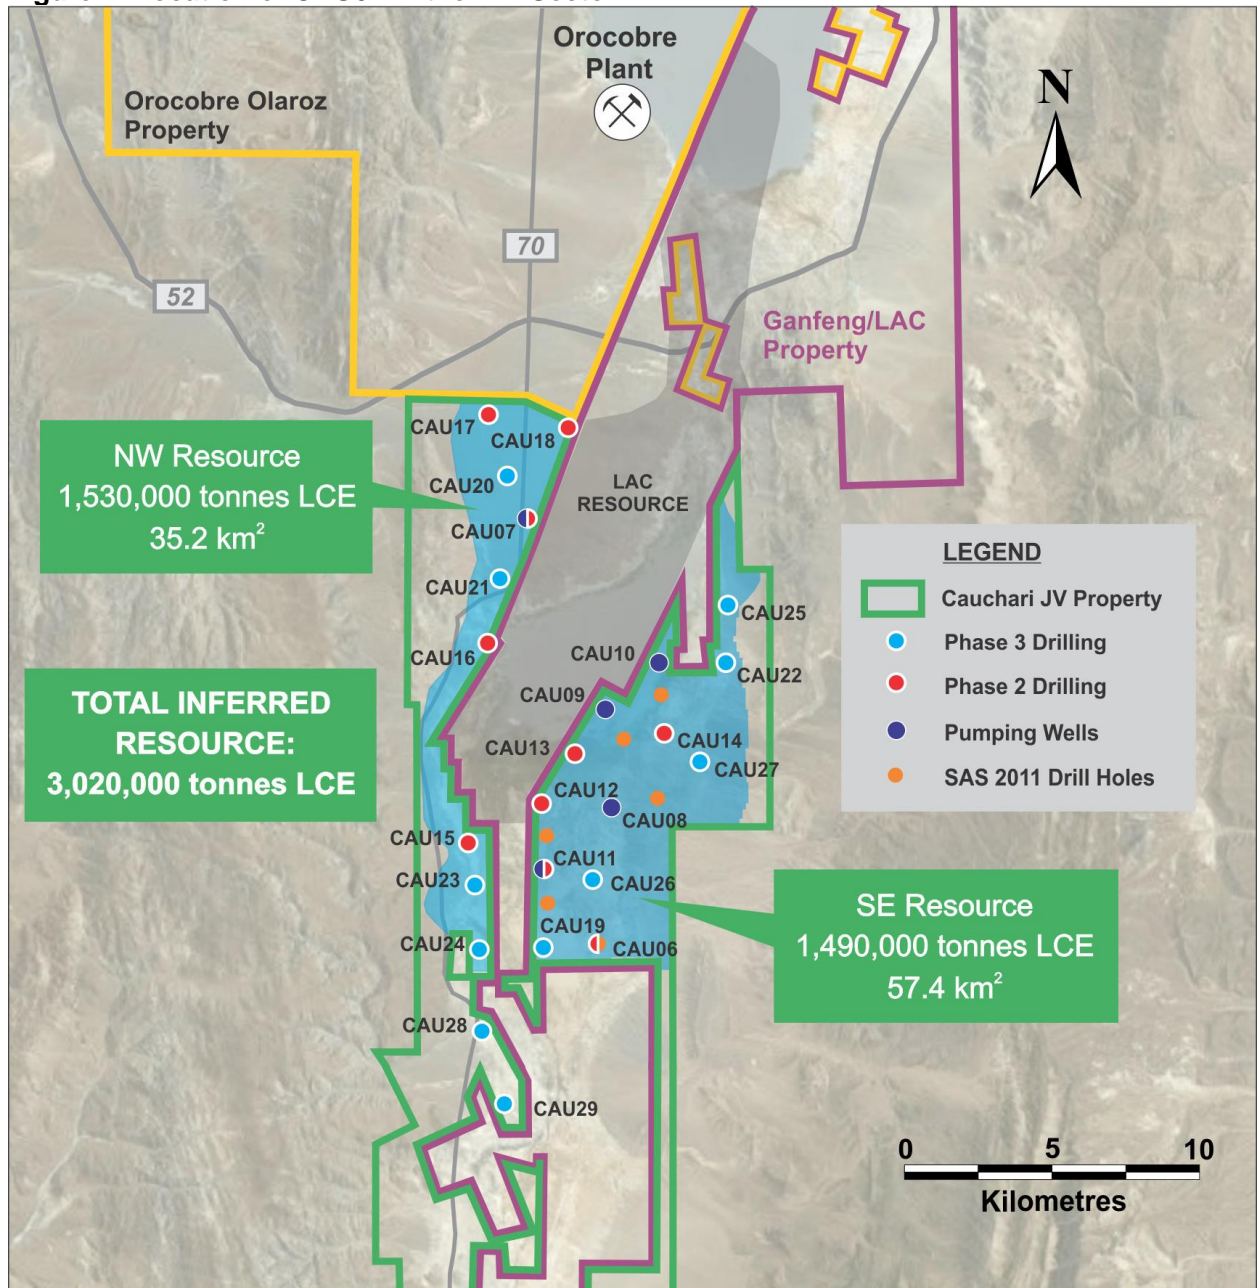 Orocobre
Plant
Orocobre Olaroz
Property
N
70
52
Ganfeng/LAC
Property
CAU17
CAU18
NW Resource
1,530,000 tonnes LCE
35.2 km²
CAU20
LAC
RESOURCE
CAU07
LEGEND
Cauchari JV Property
Phase 3 Drilling
Phase 2 Drilling
Pumping Wells
SAS 2011 Drill Holes
CAU21
CAU25
CAU16
CAU10
CAU22
TOTAL INFERRED
RESOURCE:
3,020,000 tonnes LCE
CAU09
CAU13
CAU14
CAU27
CAU12
CAU08
CAU15
CAU11
CAU23
CAU26
SE Resource
1,490,000 tonnes LCE
57.4 km²
CAU19
CAU24
CAU06
CAU28
CAU29
0 5 10
Kilometres